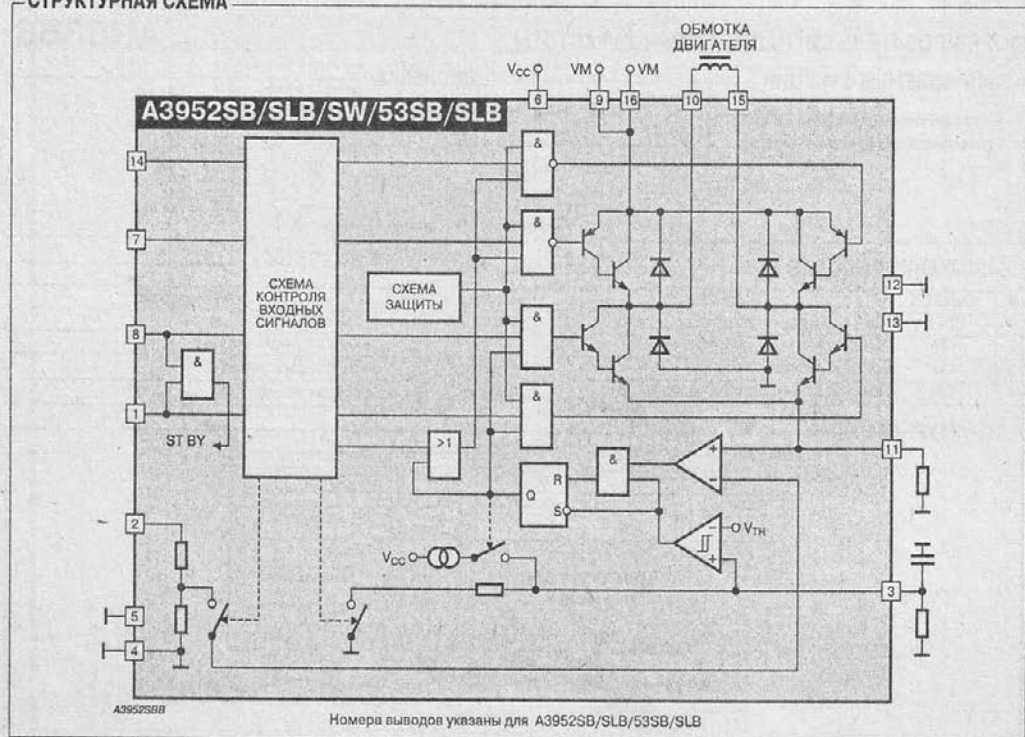 СТРУКТУРНАЯ СХЕМА
ОБМОТКА
ДВИГАТЕЛЯ
Vcc
VM
VM
6
9
16
10
15
A3952SB/SLB/SW/53SB/SLB
14
7
8
1
2
5
4
СХЕМА
КОНТРОЛЯ
ВХОДНЫХ
СИГНАЛОВ
СХЕМА
ЗАЩИТЫ
&
&
&
&
&
&
ST BY
>1
R
Q
S
+
−
−
+
VTH
Vcc
12
13
11
3
A3952SBB
Номера выводов указаны для A3952SB/SLB/53SB/SLB